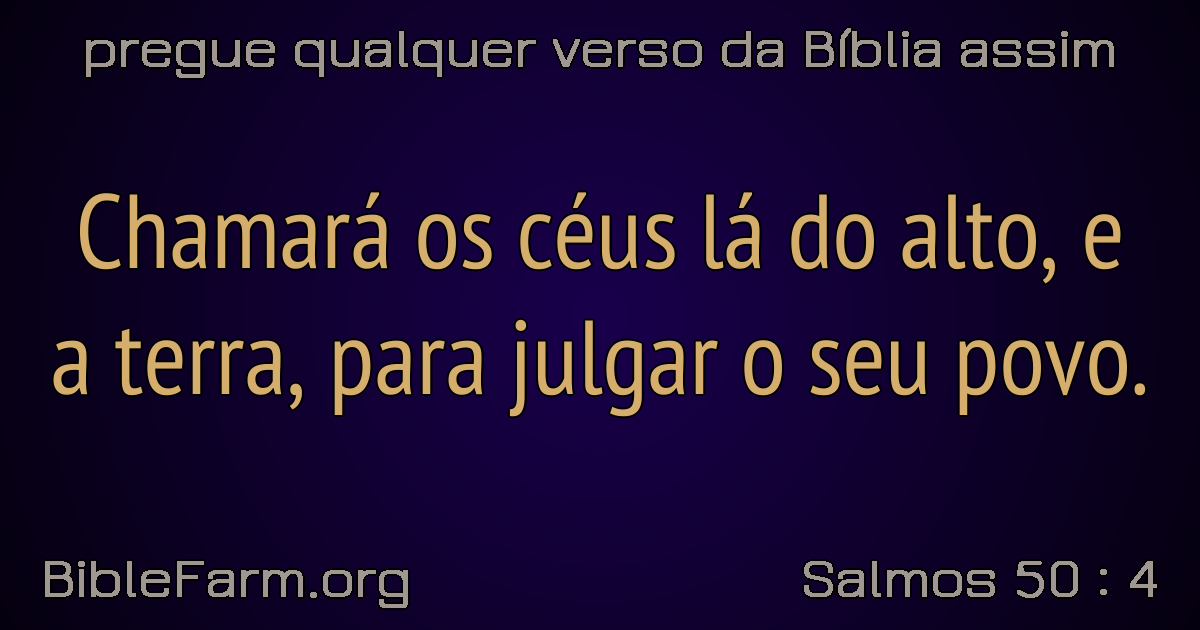 pregue qualquer verso da Bíblia assim
Chamará os céus lá do alto, e
a terra, para julgar o seu povo.
BibleFarm.org
Salmos 50 : 4